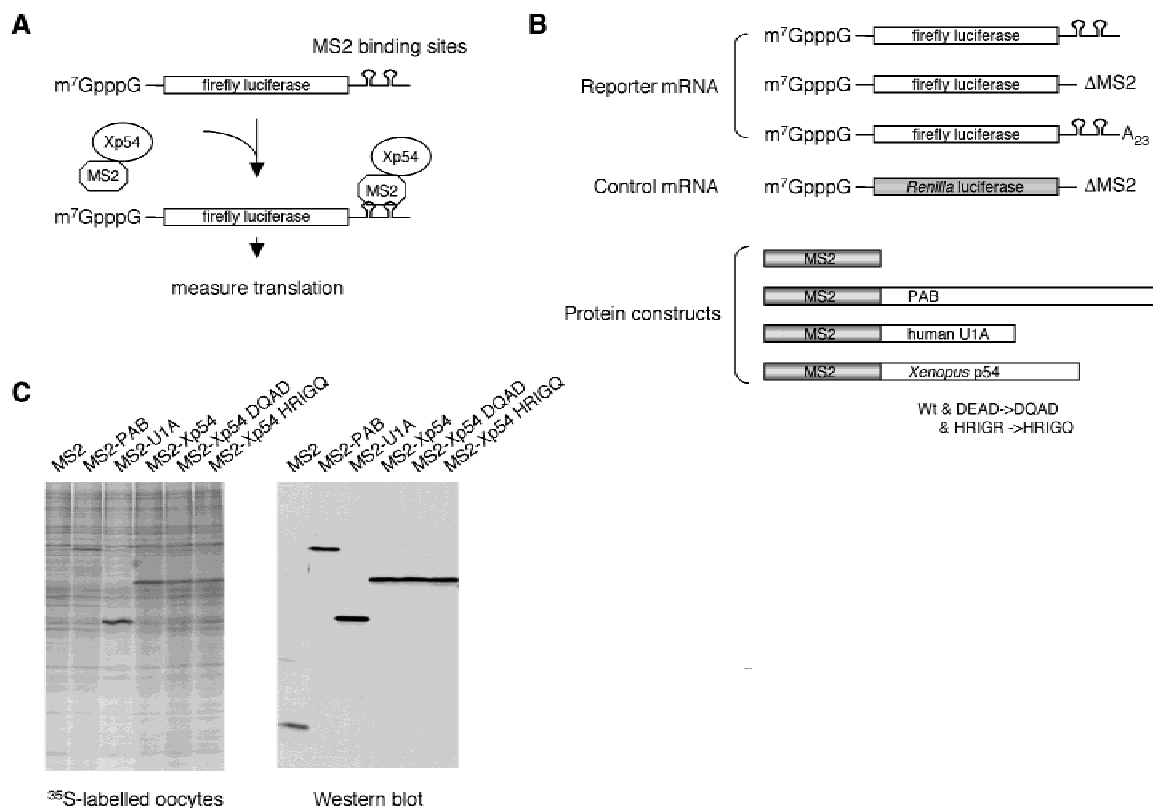 A
MS2 binding sites
m⁷GpppG
firefly luciferase
Xp54
MS2
Xp54
MS2
m⁷GpppG
firefly luciferase
measure translation
B
Reporter mRNA
m⁷GpppG
firefly luciferase
m⁷GpppG
firefly luciferase
ΔMS2
m⁷GpppG
firefly luciferase
A₂₃
Control mRNA
m⁷GpppG
Renilla luciferase
ΔMS2
Protein constructs
MS2
MS2
PAB
MS2
human U1A
MS2
Xenopus p54
Wt & DEAD->DQAD
& HRIGR ->HRIGQ
C
MS2
MS2-PAB
MS2-U1A
MS2-Xp54
MS2-Xp54 DQAD
MS2-Xp54 HRIGQ
MS2
MS2-PAB
MS2-U1A
MS2-Xp54
MS2-Xp54 DQAD
MS2-Xp54 HRIGQ
³⁵S-labelled oocytes
Western blot